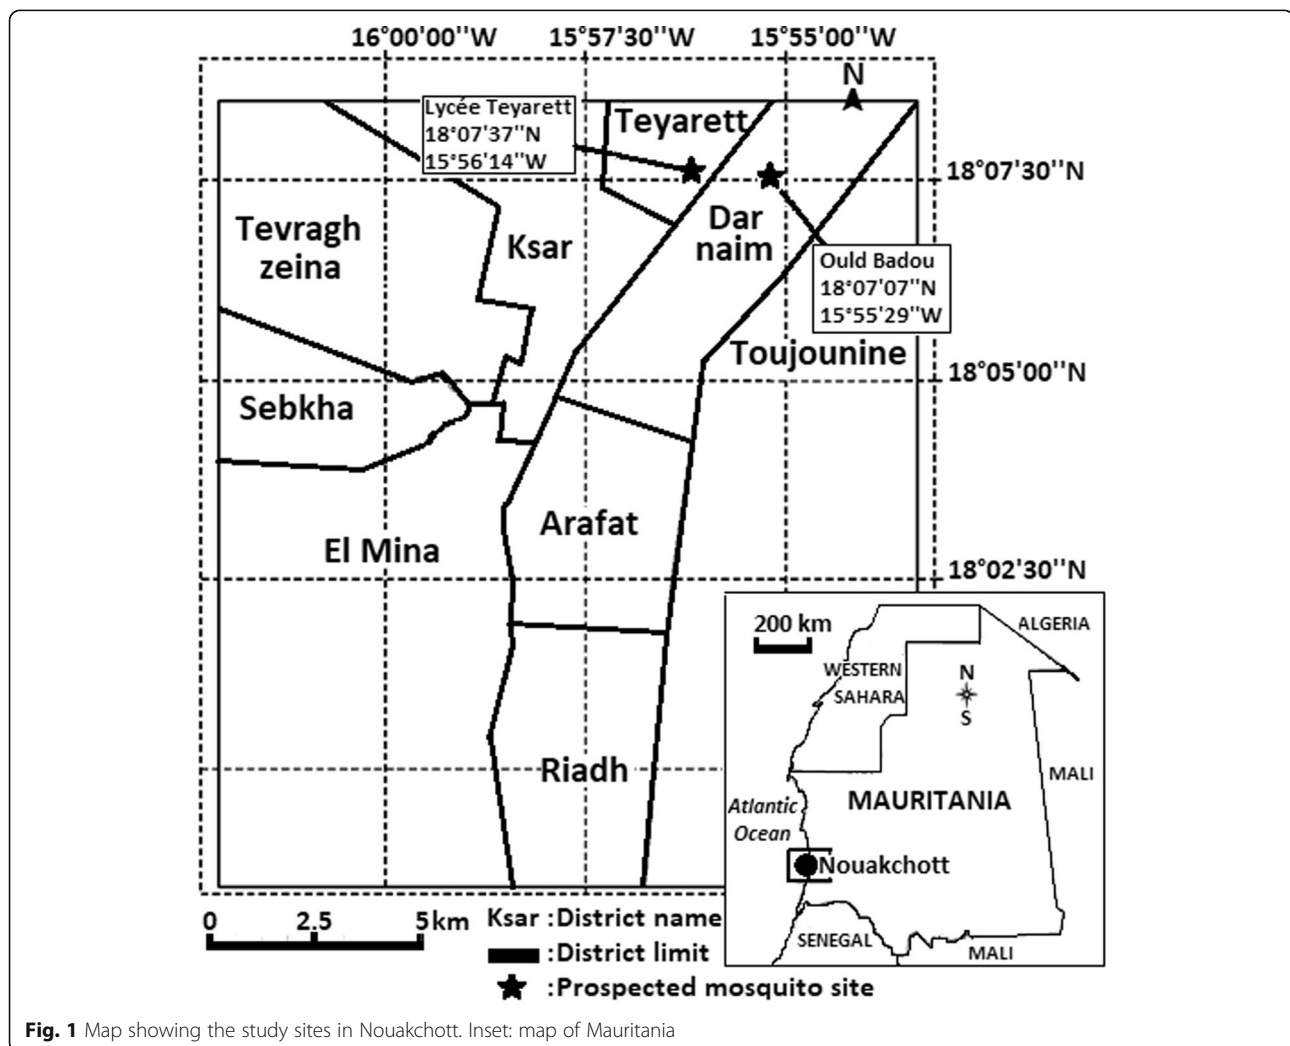 16°00'00''W 15°57'30''W 15°55'00''W
N
Lycée Teyarett
18°07'37''N
15°56'14''W
Teyarett
18°07'30''N
Tevragh
zeina
Ksar
Dar
naim
Ould Badou
18°07'07''N
15°55'29''W
Toujounine
18°05'00''N
Sebkha
Arafat
El Mina
18°02'30''N
Riadh
200 km
ALGERIA
WESTERN
SAHARA
N
S
MALI
MAURITANIA
Atlantic
Ocean
Nouakchott
SENEGAL
MALI
0 2.5 5km
Ksar :District name
:District limit
:Prospected mosquito site
Fig. 1 Map showing the study sites in Nouakchott. Inset: map of Mauritania